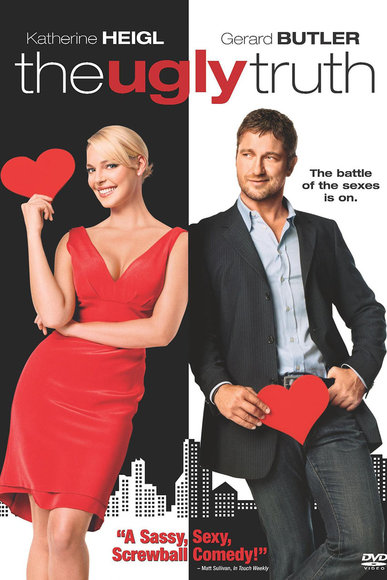 Katherine HEIGL Gerard BUTLER
the ugly truth
The battle
of the sexes
is on.
"A Sassy, Sexy,
Screwball Comedy!"
– Matt Sullivan, In Touch Weekly
DVD
VIDEO